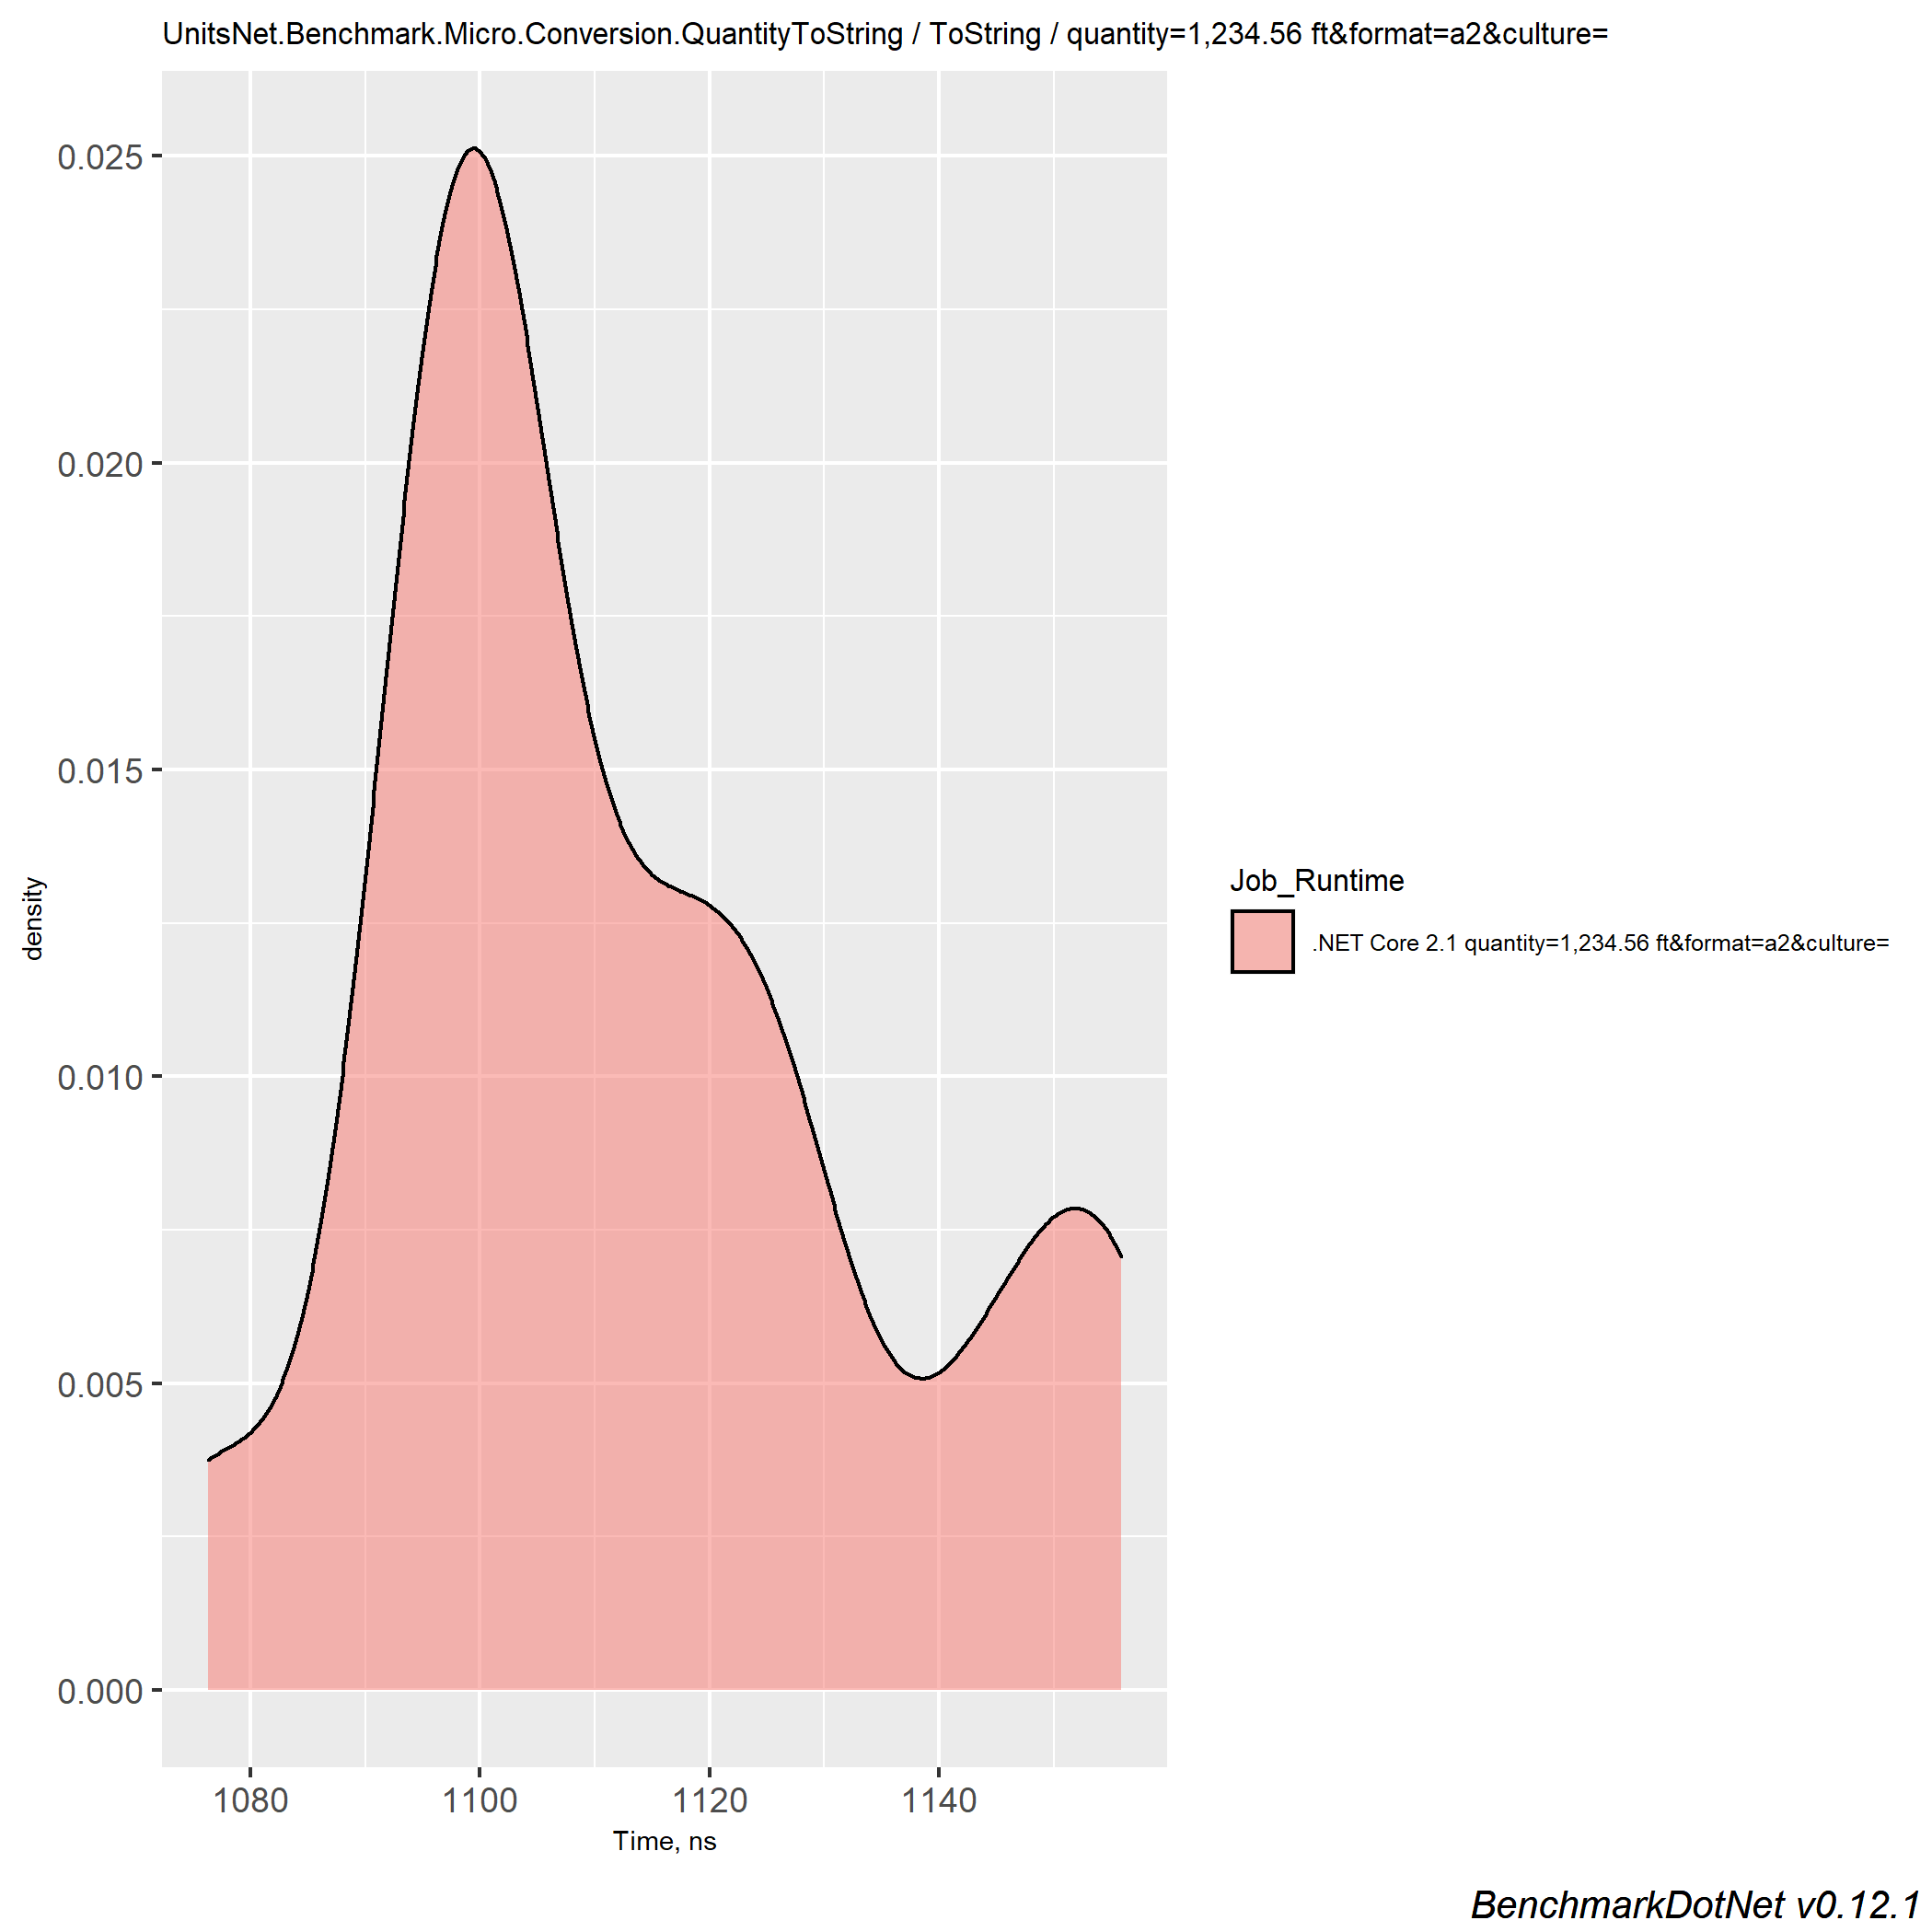 UnitsNet.Benchmark.Micro.Conversion.QuantityToString / ToString / quantity=1,234.56 ft&format=a2&culture=
0.025
0.020
0.015
0.010
0.005
0.000
density
1080 1100 1120 1140
Time, ns
Job_Runtime
.NET Core 2.1 quantity=1,234.56 ft&format=a2&culture=
BenchmarkDotNet v0.12.1